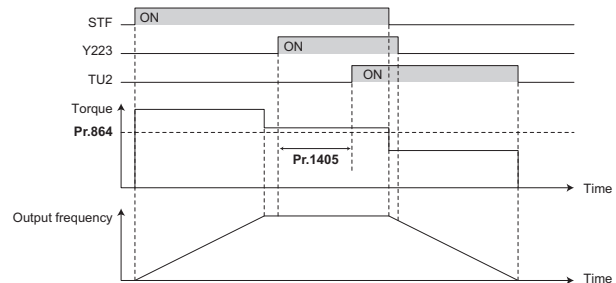 STF
ON
Y223
ON
TU2
ON
Torque
Pr.864
Pr.1405
Time
Output frequency
Time